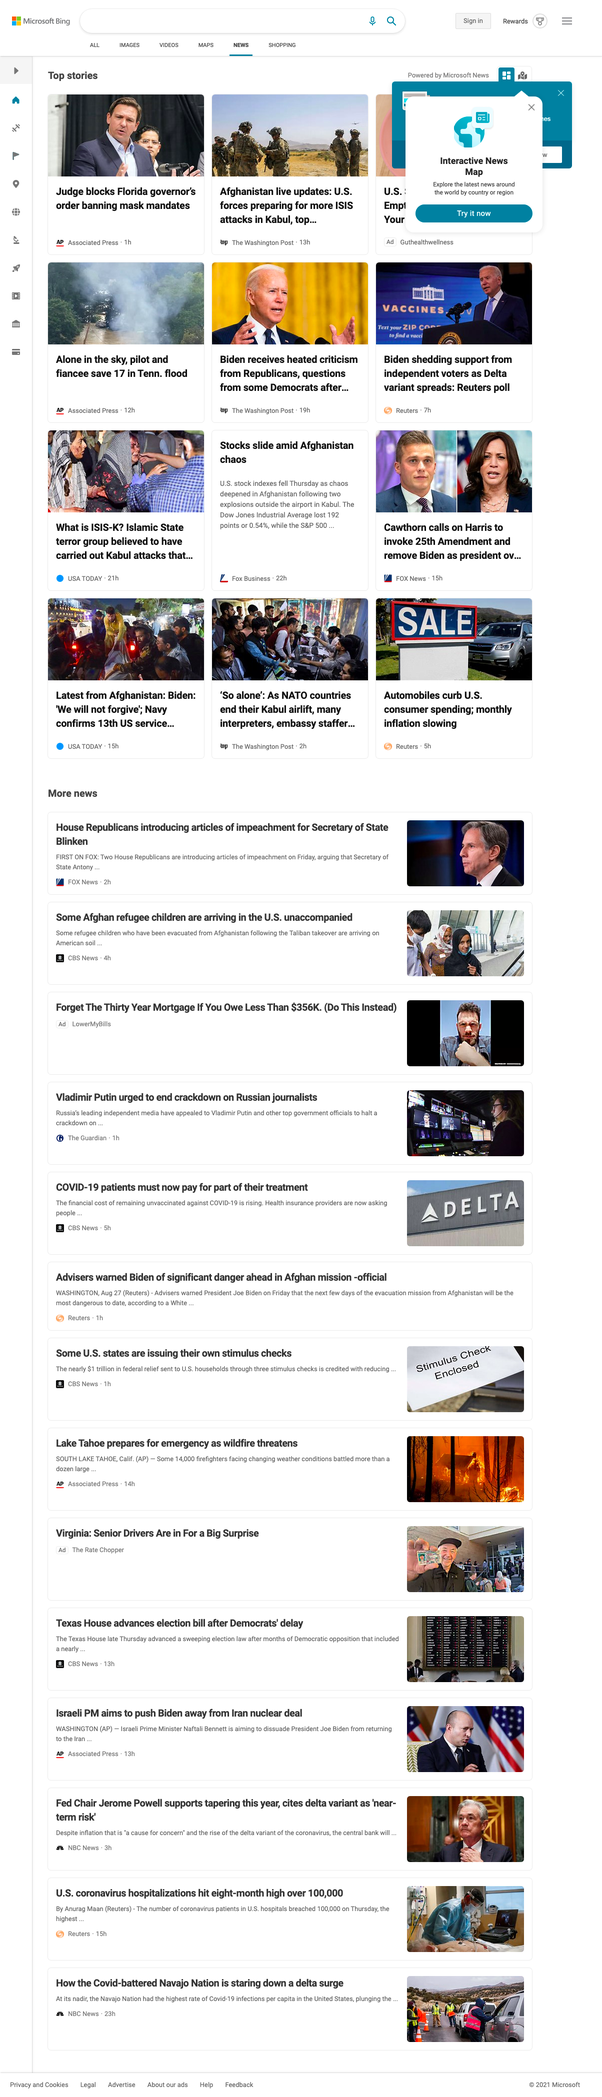 Microsoft Bing
Sign in
Rewards
ALL
IMAGES
VIDEOS
MAPS
NEWS
SHOPPING
Top stories
Powered by Microsoft News
Interactive News
Map
Explore the latest news around
the world by country or region
Try it now
Judge blocks Florida governor's
order banning mask mandates
AP Associated Press · 1h
Afghanistan live updates: U.S.
forces preparing for more ISIS
attacks in Kabul, top...
wp The Washington Post · 13h
U.S.
Your
Ad Guthealthwellness
Alone in the sky, pilot and
fiancee save 17 in Tenn. flood
AP Associated Press · 12h
Biden receives heated criticism
from Republicans, questions
from some Democrats after...
wp The Washington Post · 19h
VACCINES
Text your ZIP CO
Biden shedding support from
independent voters as Delta
variant spreads: Reuters poll
Reuters · 7h
What is ISIS-K? Islamic State
terror group believed to have
carried out Kabul attacks that...
USA TODAY · 21h
Stocks slide amid Afghanistan
chaos
U.S. stock indexes fell Thursday as chaos
deepened in Afghanistan following two
explosions outside the airport in Kabul. The
Dow Jones Industrial Average lost 192
points or 0.54%, while the S&P 500 ...
Fox Business · 22h
Cawthorn calls on Harris to
invoke 25th Amendment and
remove Biden as president ov...
FOX News · 15h
Latest from Afghanistan: Biden:
'We will not forgive'; Navy
confirms 13th US service...
USA TODAY · 15h
'So alone': As NATO countries
end their Kabul airlift, many
interpreters, embassy staffer...
wp The Washington Post · 2h
SALE
Automobiles curb U.S.
consumer spending; monthly
inflation slowing
Reuters · 5h
More news
House Republicans introducing articles of impeachment for Secretary of State
Blinken
FIRST ON FOX: Two House Republicans are introducing articles of impeachment on Friday, arguing that Secretary of
State Antony ...
FOX News · 2h
Some Afghan refugee children are arriving in the U.S. unaccompanied
Some refugee children who have been evacuated from Afghanistan following the Taliban takeover are arriving on
American soil ...
CBS News · 4h
Forget The Thirty Year Mortgage If You Owe Less Than $356K. (Do This Instead)
Ad LowerMyBills
Vladimir Putin urged to end crackdown on Russian journalists
Russia's leading independent media have appealed to Vladimir Putin and other top government officials to halt a
crackdown on ...
The Guardian · 1h
COVID-19 patients must now pay for part of their treatment
The financial cost of remaining unvaccinated against COVID-19 is rising. Health insurance providers are now asking
people ...
CBS News · 5h
DELTA
Advisers warned Biden of significant danger ahead in Afghan mission -official
WASHINGTON, Aug 27 (Reuters) - Advisers warned President Joe Biden on Friday that the next few days of the evacuation mission from Afghanistan will be the
most dangerous to date, according to a White ...
Reuters · 1h
Some U.S. states are issuing their own stimulus checks
The nearly $1 trillion in federal relief sent to U.S. households through three stimulus checks is credited with reducing ...
CBS News · 1h
Stimulus Check
Enclosed
Lake Tahoe prepares for emergency as wildfire threatens
SOUTH LAKE TAHOE, Calif. (AP) — Some 14,000 firefighters facing changing weather conditions battled more than a
dozen large ...
AP Associated Press · 14h
Virginia: Senior Drivers Are in For a Big Surprise
Ad The Rate Chopper
Texas House advances election bill after Democrats' delay
The Texas House late Thursday advanced a sweeping election law after months of Democratic opposition that included
a nearly ...
CBS News · 13h
Israeli PM aims to push Biden away from Iran nuclear deal
WASHINGTON (AP) — Israeli Prime Minister Naftali Bennett is aiming to dissuade President Joe Biden from returning
to the Iran ...
AP Associated Press · 13h
Fed Chair Jerome Powell supports tapering this year, cites delta variant as 'near-
term risk'
Despite inflation that is "a cause for concern" and the rise of the delta variant of the coronavirus, the central bank will ...
NBC News · 3h
U.S. coronavirus hospitalizations hit eight-month high over 100,000
By Anurag Maan (Reuters) - The number of coronavirus patients in U.S. hospitals breached 100,000 on Thursday, the
highest ...
Reuters · 15h
How the Covid-battered Navajo Nation is staring down a delta surge
At its nadir, the Navajo Nation had the highest rate of Covid-19 infections per capita in the United States, plunging the ...
NBC News · 23h
Privacy and Cookies
Legal
Advertise
About our ads
Help
Feedback
© 2021 Microsoft